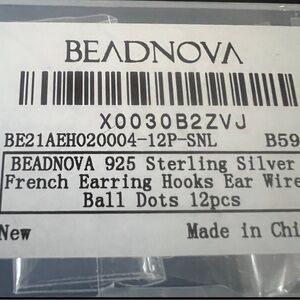 BEADNOVA
X0030B2ZVJ
BE21AEH020004-12P-SNL B59
BEADNOVA 925 Sterling Silver
French Earring Hooks Ear Wire
Ball Dots 12pcs
New Made in Chi